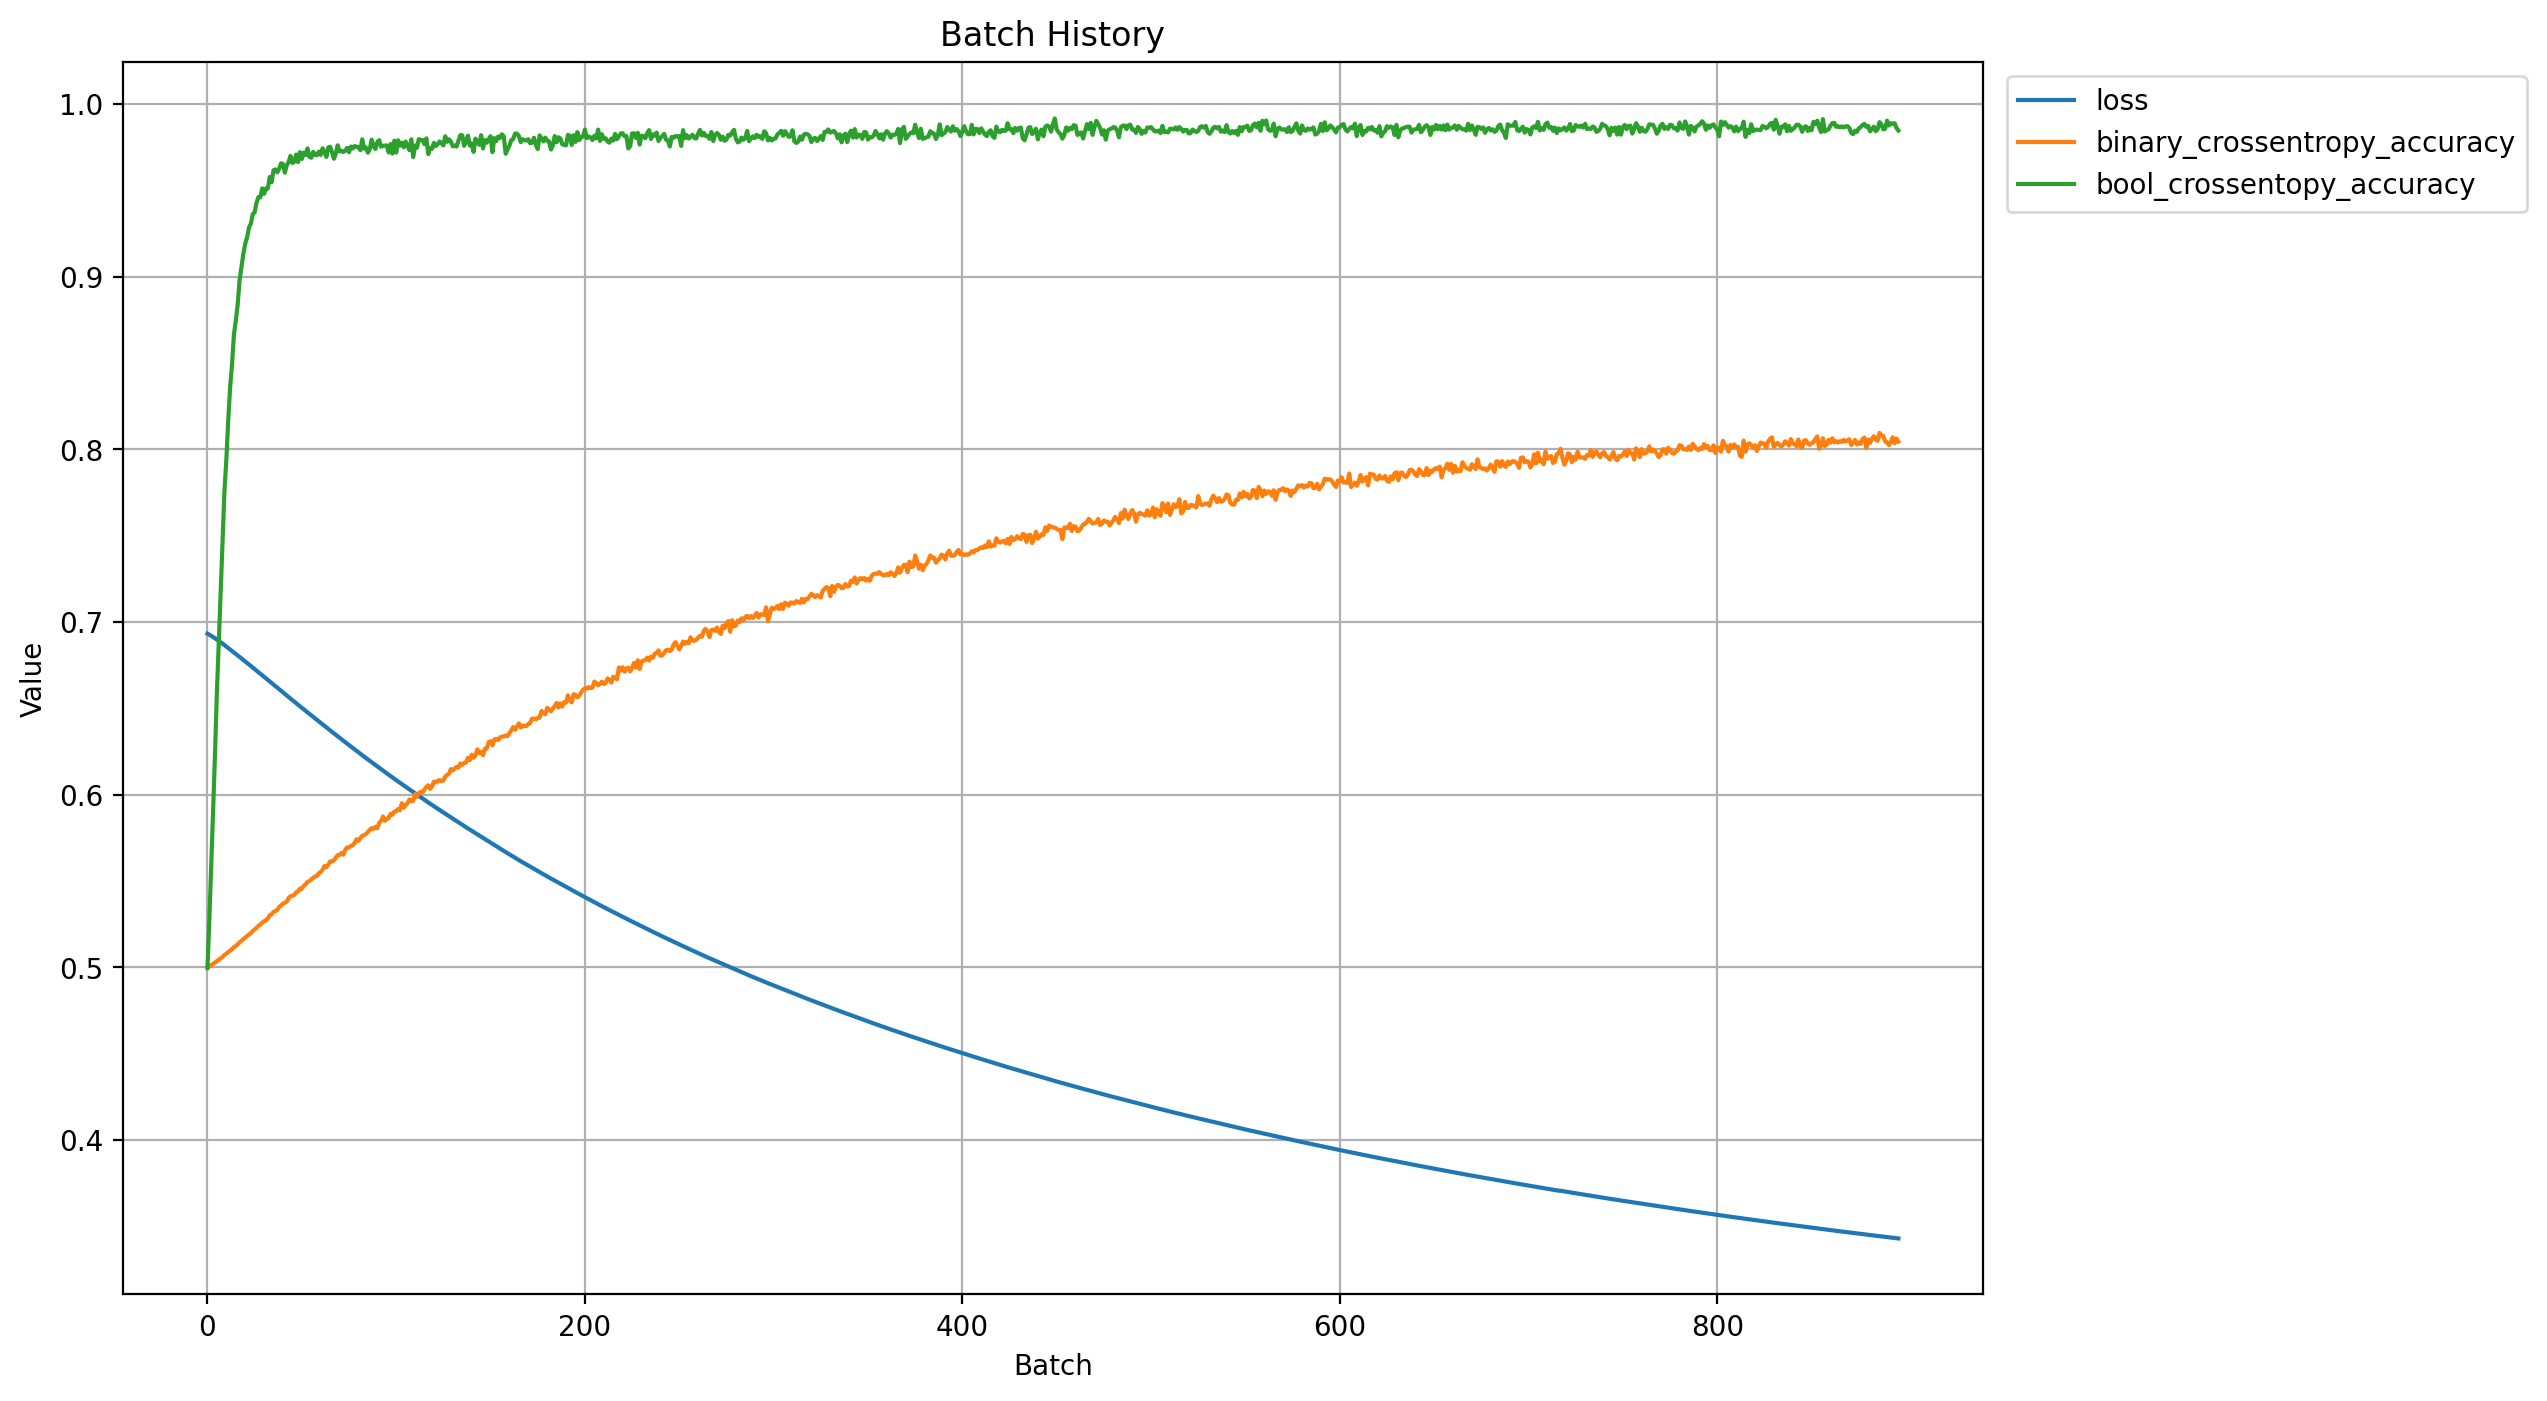 Batch History
1.0
0.9
0.8
0.7
0.6
0.5
0.4
Value
0 200 400 600 800
Batch
loss
binary_crossentropy_accuracy
bool_crossentopy_accuracy